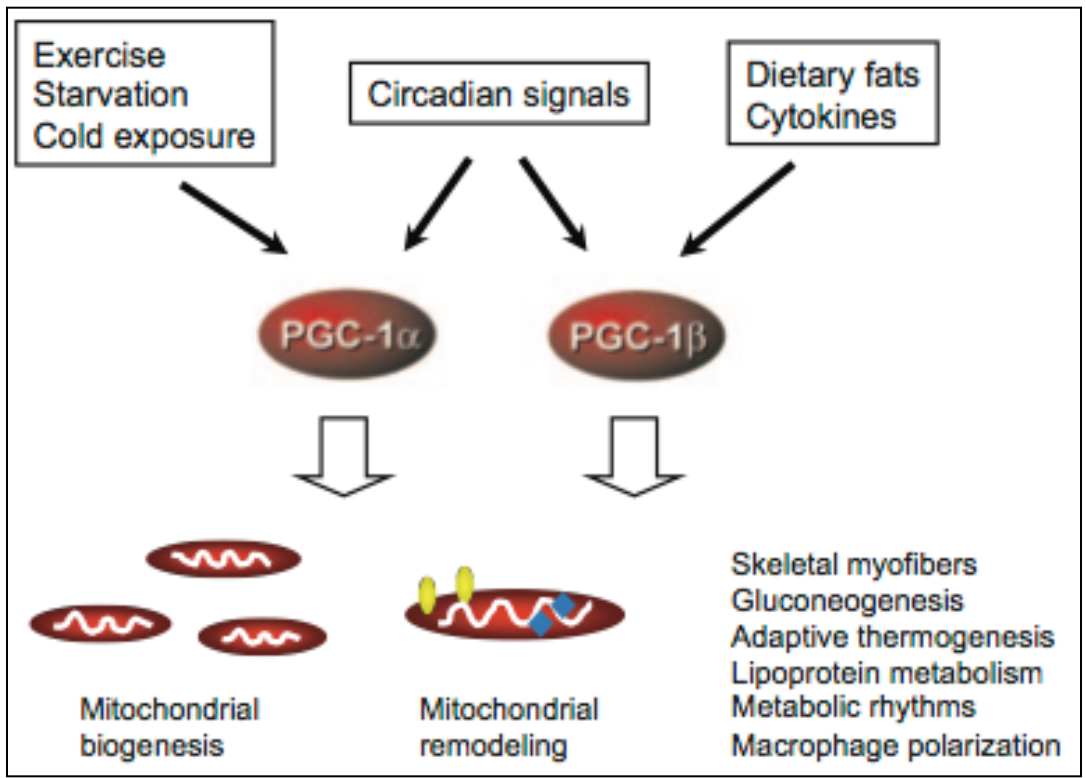 Exercise
Starvation
Cold exposure
Circadian signals
Dietary fats
Cytokines
PGC-1α
PGC-1β
Mitochondrial
biogenesis
Mitochondrial
remodeling
Skeletal myofibers
Gluconeogenesis
Adaptive thermogenesis
Lipoprotein metabolism
Metabolic rhythms
Macrophage polarization